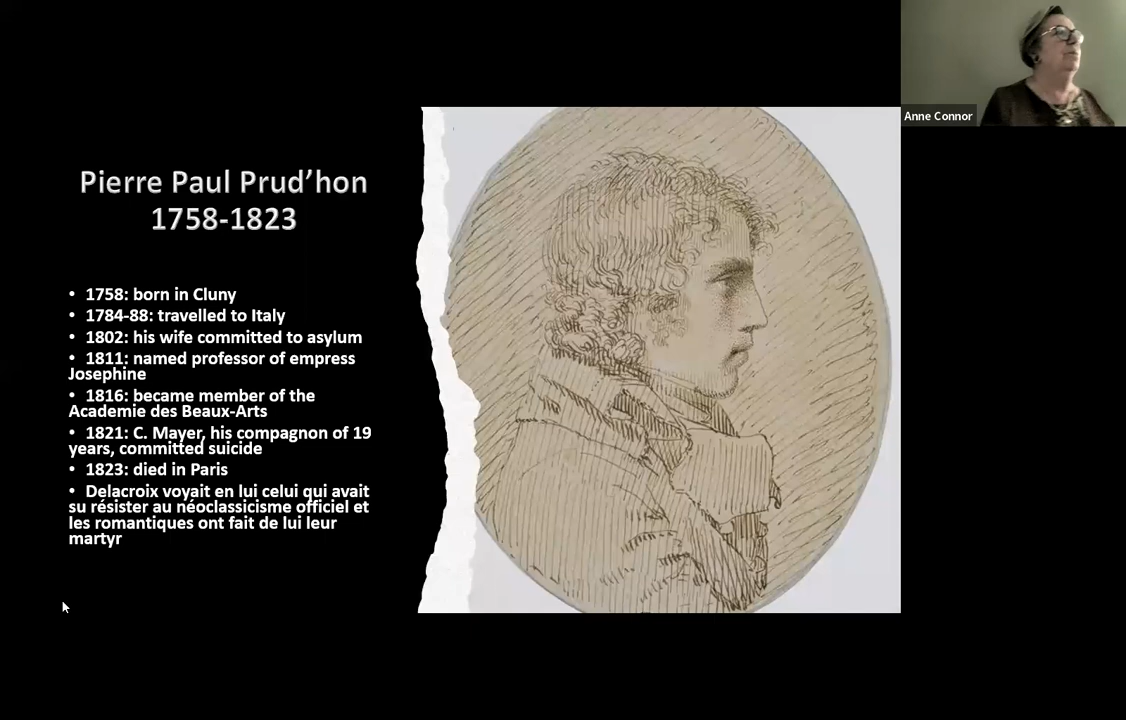 Pierre Paul Prud’hon
1758-1823
• 1758: born in Cluny
• 1784-88: travelled to Italy
• 1802: his wife committed to asylum
• 1811: named professor of empress
Josephine
• 1816: became member of the
Academie des Beaux-Arts
• 1821: C. Mayer, his compagnon of 19
years, committed suicide
• 1823: died in Paris
• Delacroix voyait en lui celui qui avait
su résister au néoclassicisme officiel et
les romantiques ont fait de lui leur
martyr
Anne Connor